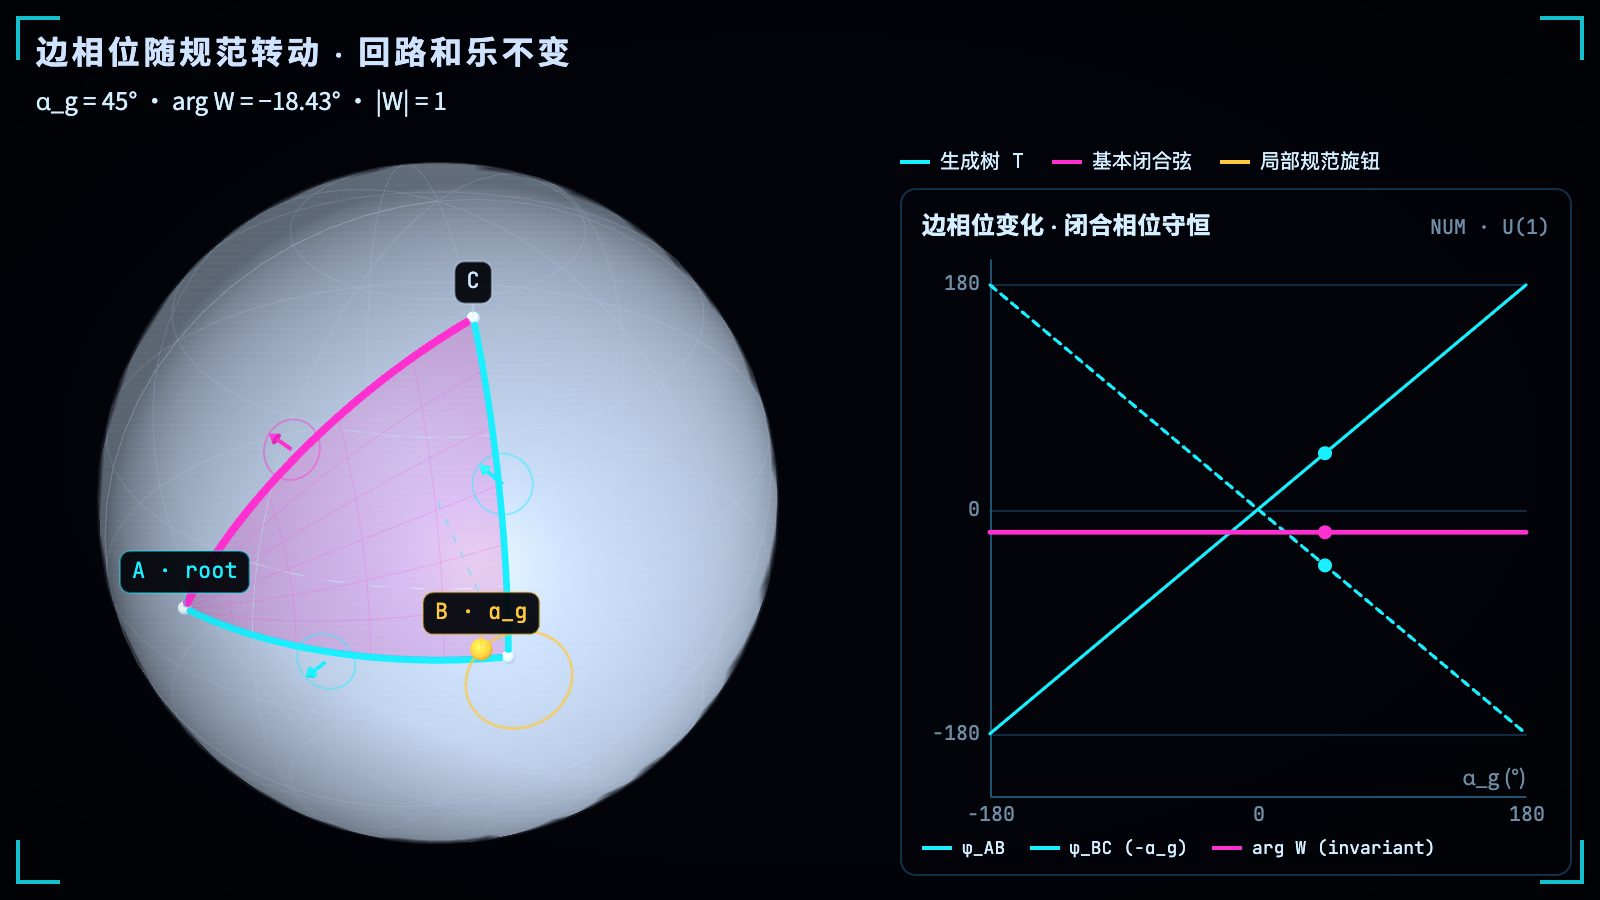 边相位随规范转动 · 回路和乐不变
α_g = 45° • arg W = −18.43° • |W| = 1
生成树 T 基本闭合弦 局部规范旋钮
C
A · root
B · α_g
边相位变化 · 闭合相位守恒 NUM · U(1)
180
0
-180
α_g (°)
-180 0 180
φ_AB φ_BC (-α_g) arg W (invariant)